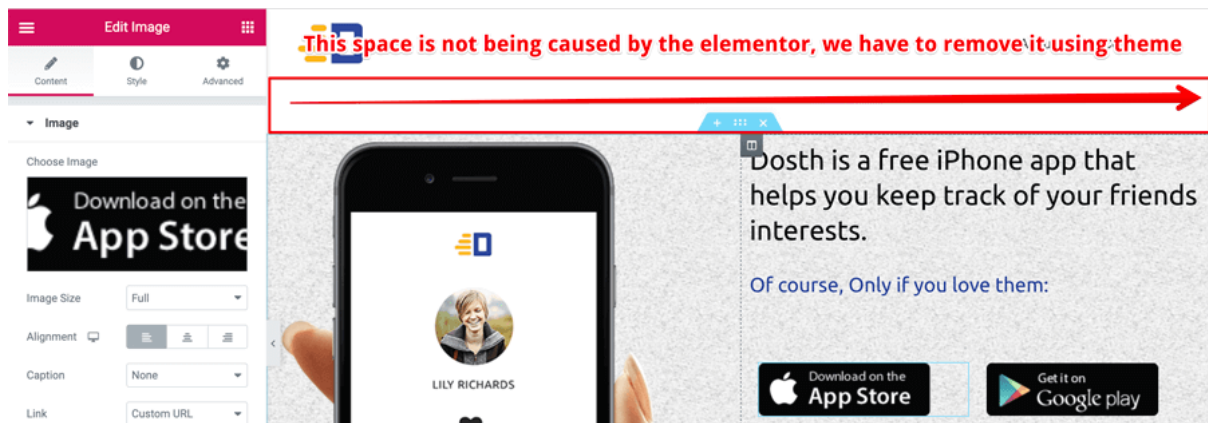 Edit Image
Content
Style
Advanced
Image
Choose Image
Download on the
App Store
Image Size
Full
Alignment
Caption
None
Link
Custom URL
This space is not being caused by the elementor, we have to remove it using theme
LILY RICHARDS
Dosth is a free iPhone app that
helps you keep track of your friends
interests.
Of course, Only if you love them:
Download on the
App Store
Get it on
Google play